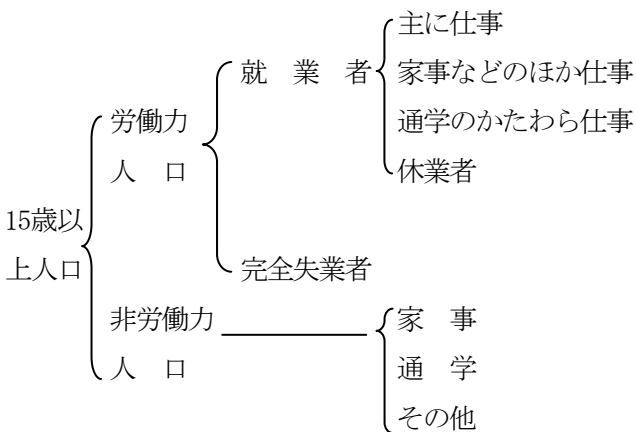 主に仕事
就　業　者
家事などのほか仕事
通学のかたわら仕事
休業者
労働力
人　口
完全失業者
15歳以
上人口
非労働力
人　口
家　事
通　学
その他